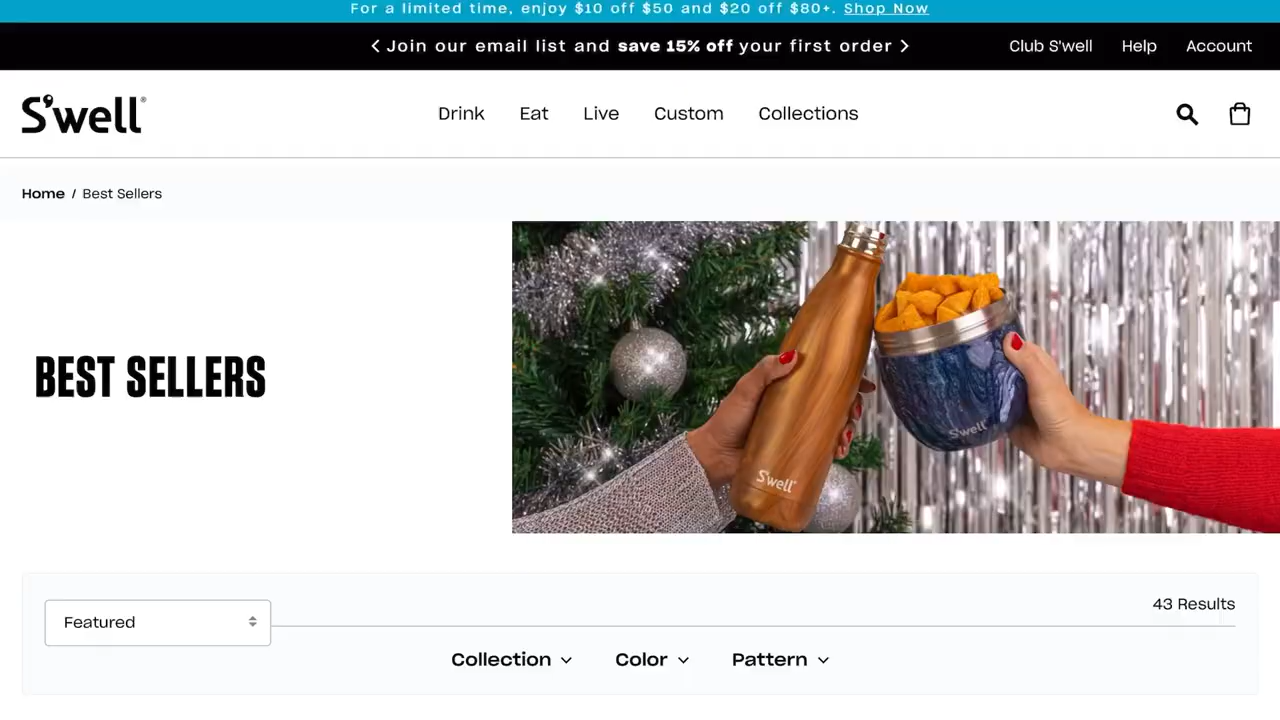 For a limited time, enjoy $10 off $50 and $20 off $80+. Shop Now
Join our email list and save 15% off your first order
Club S'well Help Account
S'well®
Drink Eat Live Custom Collections
Home / Best Sellers
BEST SELLERS
S'well®
S'well®
Featured
43 Results
Collection Color Pattern